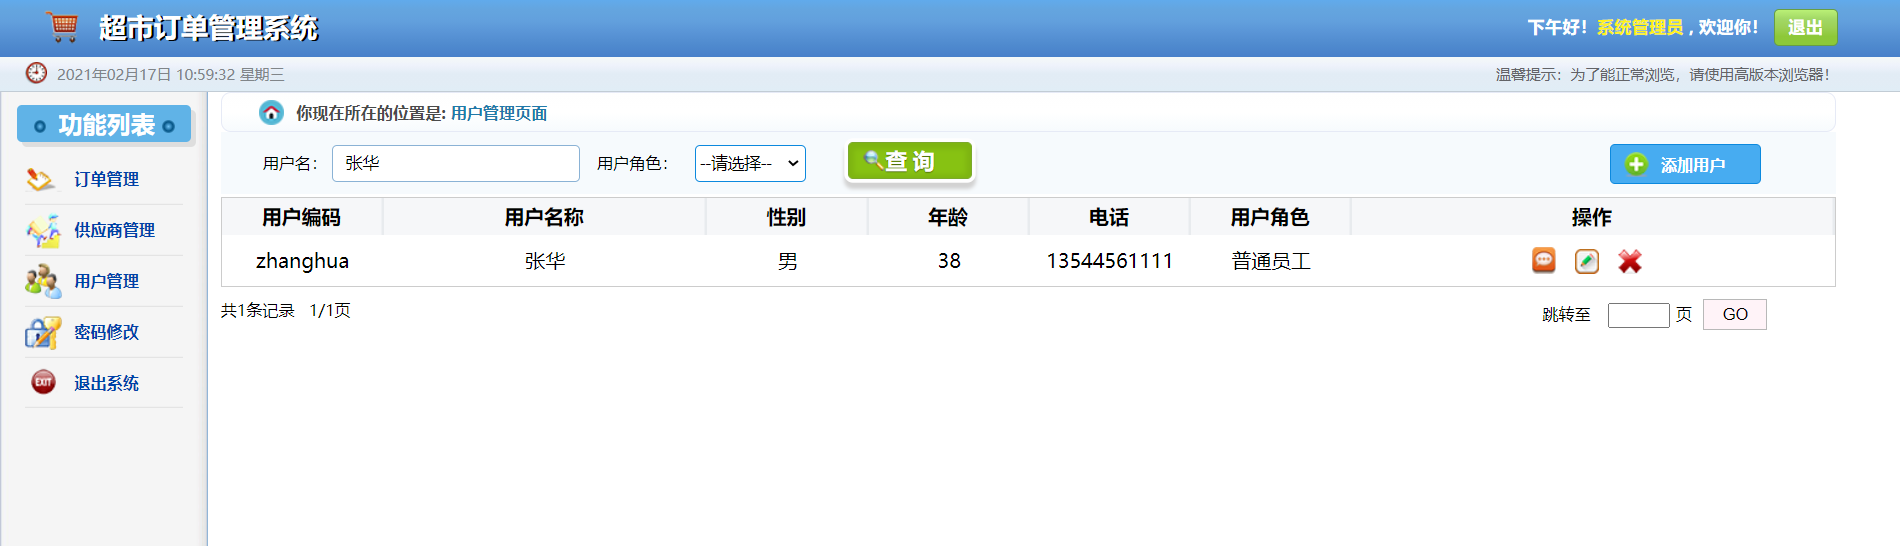 超市订单管理系统
下午好！系统管理员 , 欢迎你！ 退出
2021年02月17日 10:59:32 星期三
温馨提示：为了能正常浏览，请使用高版本浏览器！
功能列表
订单管理
供应商管理
用户管理
密码修改
EXIT 退出系统
你现在所在的位置是: 用户管理页面
用户名： 张华 用户角色： --请选择-- 查 询 添加用户
用户编码 用户名称 性别 年龄 电话 用户角色 操作
zhanghua 张华 男 38 13544561111 普通员工
共1条记录 1/1页
跳转至 页 GO